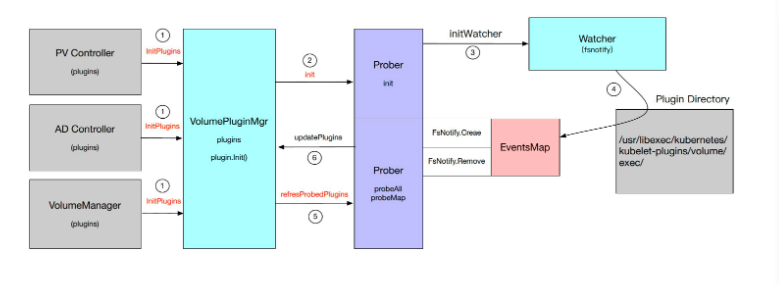 PV Controller
(plugins)
1
InitPlugins
AD Controller
(plugins)
1
InitPlugins
VolumeManager
(plugins)
1
InitPlugins
VolumePluginMgr
plugins
plugin.Init()
2
init
updatePlugins
6
refresProbedPlugins
5
Prober
init
Prober
probeAll
probeMap
initWatcher
3
Watcher
(fsnotify)
4
FsNotify.Creae
FsNotify.Remove
EventsMap
Plugin Directory
/usr/libexec/kubernetes/
kubelet-plugins/volume/
exec/